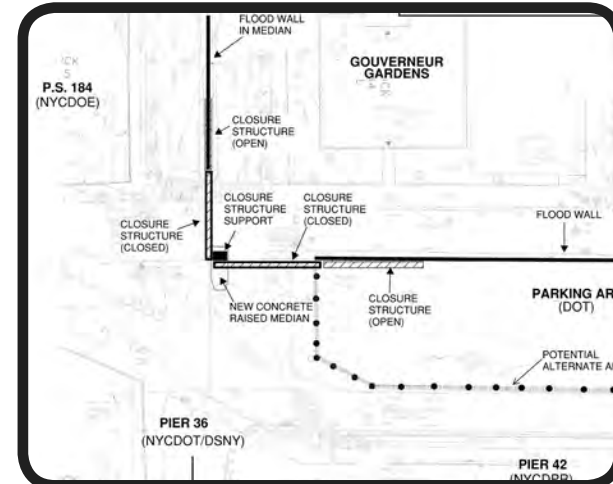 FLOOD WALL
IN MEDIAN
GOUVERNEUR
GARDENS
P.S. 184
(NYCDOE)
CLOSURE
STRUCTURE
(OPEN)
CLOSURE
STRUCTURE
SUPPORT
CLOSURE
STRUCTURE
(CLOSED)
CLOSURE
STRUCTURE
(CLOSED)
FLOOD WALL
NEW CONCRETE
RAISED MEDIAN
CLOSURE
STRUCTURE
(OPEN)
PARKING AR
(DOT)
POTENTIAL
ALTERNATE A
PIER 36
(NYCDOT/DSNY)
PIER 42
(NYCDPR)